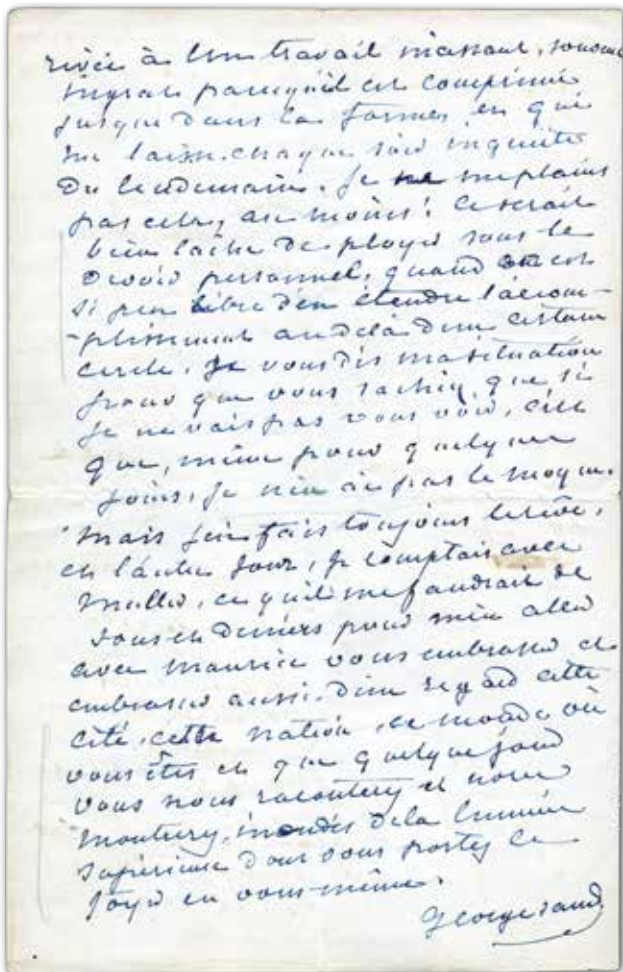 rivée à un travail incessant, souvent
ingrat parcequ'il est comprimé
jusque dans la forme, et qui
me laisse chaque soir inquiète
du lendemain. Je ne me plains
pas cela, au moins! Ce serait
bien lâche de ployer sous le
devoir personnel, quand on est
si peu libre d'en étendre l'accom-
-plissement au delà d'un certain
cercle. Je vous dis ma situation
pour que vous sachiez que si
je ne vais pas vous voir, c'est
que, même pour quelques
jours, je n'en ai pas le moyen.
Mais j'en fais toujours le rêve,
et l'autre jour, je comptais avec
Muller, ce qu'il me faudrait de
sous et deniers pour m'en aller
avec Maurice vous embrasser et
embrasser aussi d'un regard cette
cité, cette nation, ce monde où
vous êtes et que quelque jour
vous nous raconterez et nous
montrerez, inondés de la lumière
supérieure dont vous portez le
foyer en vous-même.
George Sand